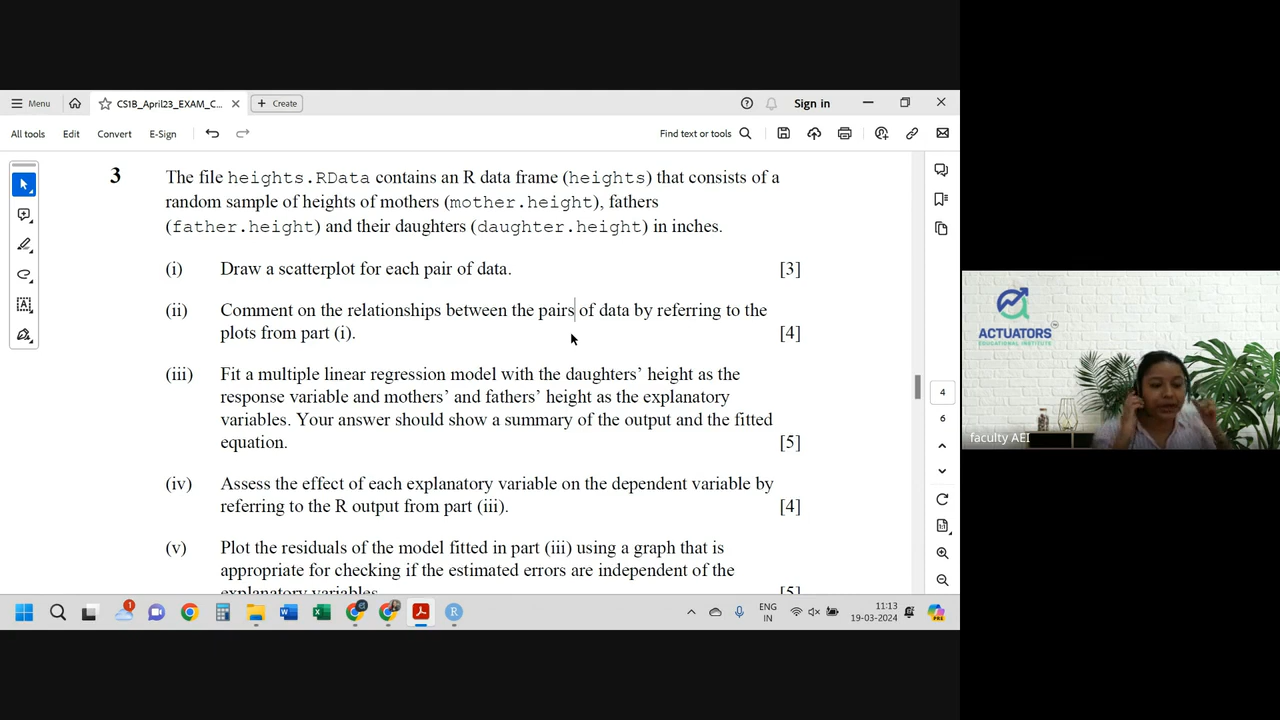 Menu
CS1B_April23_EXAM_C...
Create
Sign in
All tools
Edit
Convert
E-Sign
Find text or tools
3
The file heights.RData contains an R data frame (heights) that consists of a
random sample of heights of mothers (mother.height), fathers
(father.height) and their daughters (daughter.height) in inches.
(i) Draw a scatterplot for each pair of data. [3]
(ii) Comment on the relationships between the pairs of data by referring to the
plots from part (i). [4]
(iii) Fit a multiple linear regression model with the daughters' height as the
response variable and mothers' and fathers' height as the explanatory
variables. Your answer should show a summary of the output and the fitted
equation. [5]
(iv) Assess the effect of each explanatory variable on the dependent variable by
referring to the R output from part (iii). [4]
(v) Plot the residuals of the model fitted in part (iii) using a graph that is
appropriate for checking if the estimated errors are independent of the
explanatory variables. [5]
4
6
ACTUATORS
EDUCATIONAL INSTITUTE
faculty AEI
1
ENG
IN
11:13
19-03-2024